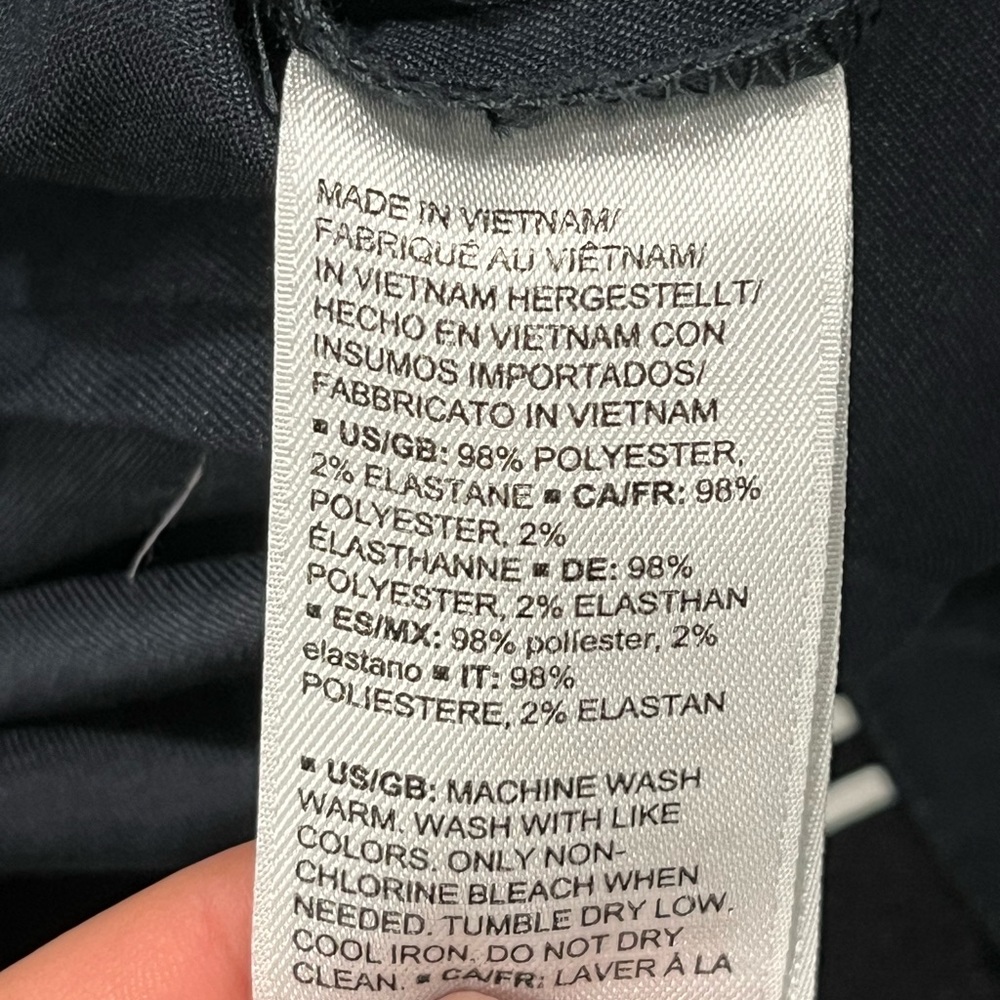 MADE IN VIETNAM/
FABRIQUÉ AU VIÊTNAM/
IN VIETNAM HERGESTELLT/
HECHO EN VIETNAM CON
INSUMOS IMPORTADOS/
FABBRICATO IN VIETNAM
▪ US/GB: 98% POLYESTER,
2% ELASTANE ▪ CA/FR: 98%
POLYESTER, 2%
ÉLASTHANNE ▪ DE: 98%
POLYESTER, 2% ELASTHAN
▪ ES/MX: 98% poliester, 2%
elastano ▪ IT: 98%
POLIESTERE, 2% ELASTAN
▪ US/GB: MACHINE WASH
WARM. WASH WITH LIKE
COLORS. ONLY NON-
CHLORINE BLEACH WHEN
NEEDED. TUMBLE DRY LOW.
COOL IRON. DO NOT DRY
CLEAN. ▪ CA/FR: LAVER À LA